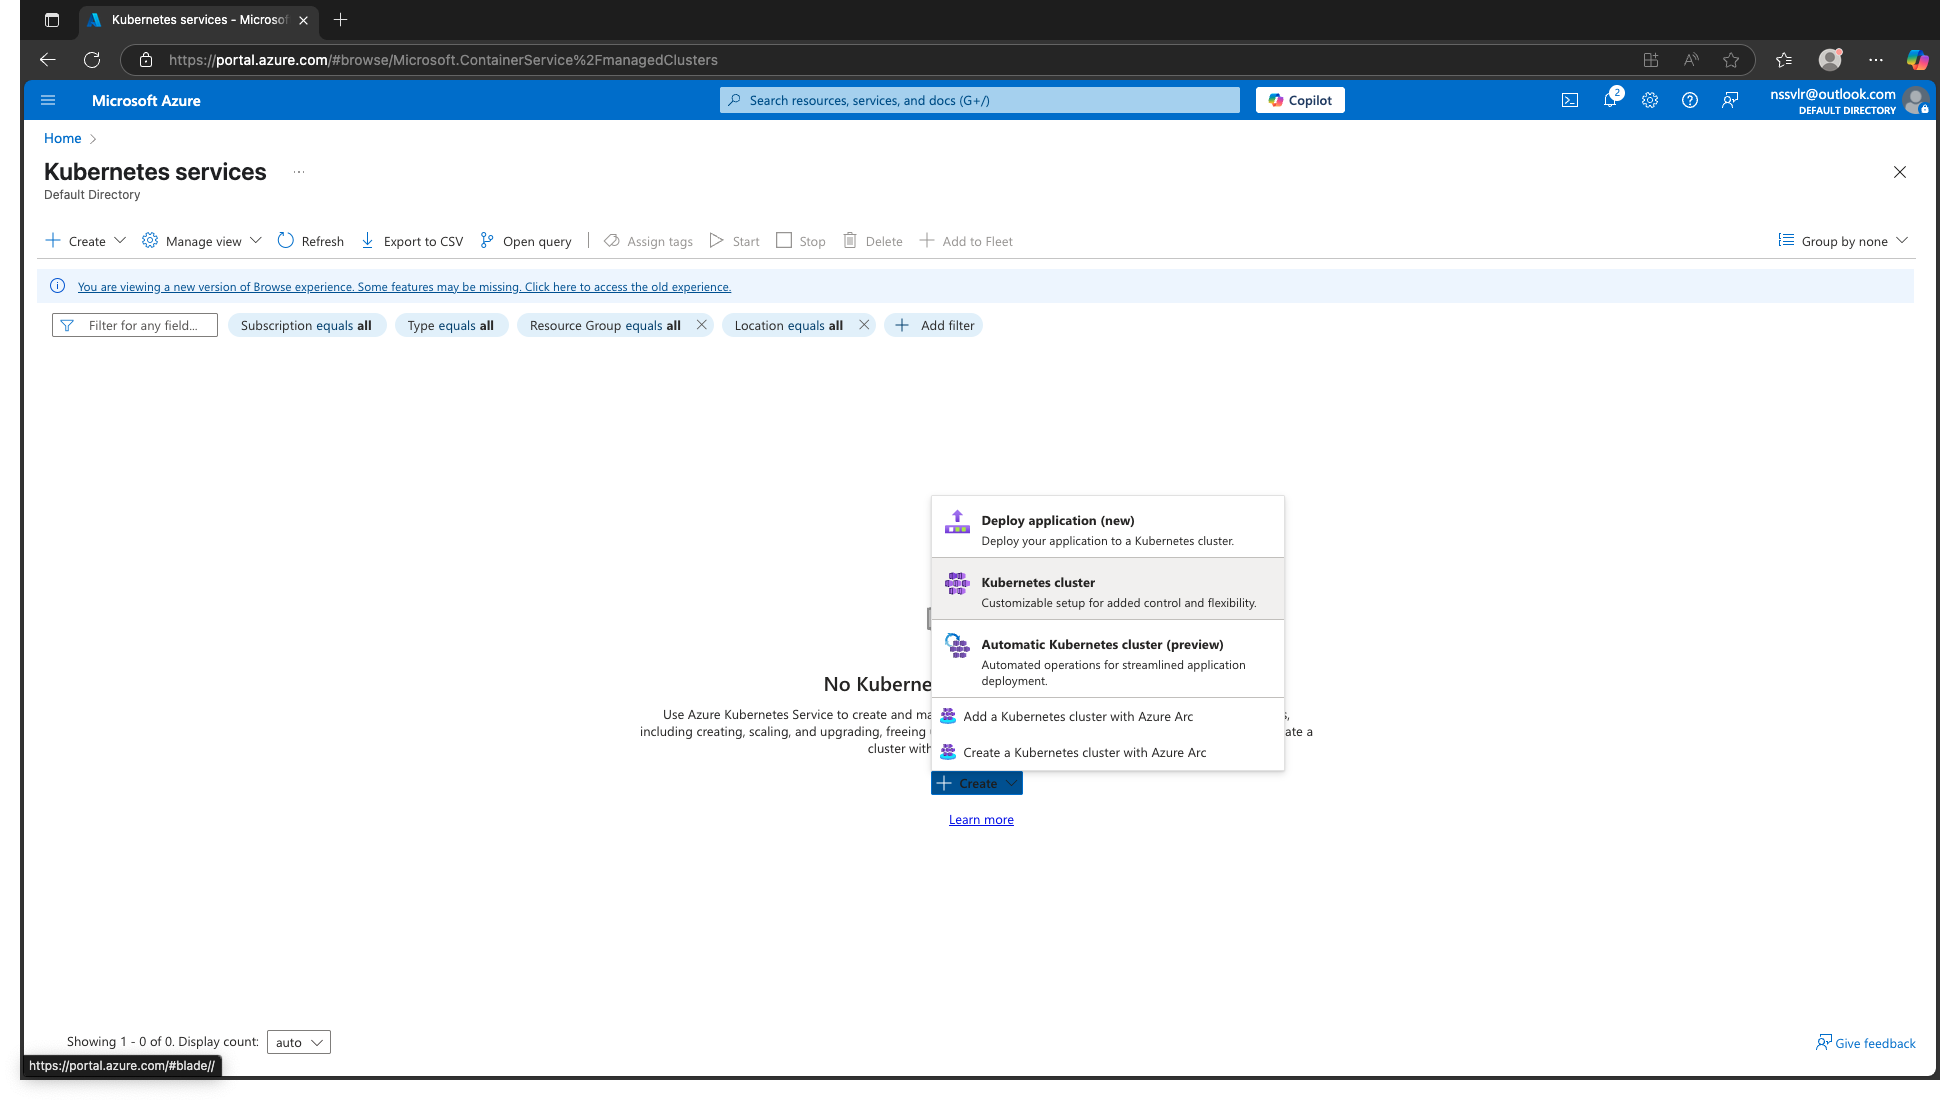 Kubernetes services - Microsof
https://portal.azure.com/#browse/Microsoft.ContainerService%2FmanagedClusters
Microsoft Azure
Search resources, services, and docs (G+/)
Copilot
2
nssvlr@outlook.com
DEFAULT DIRECTORY
Home
Kubernetes services
...
Default Directory
Create
Manage view
Refresh
Export to CSV
Open query
Assign tags
Start
Stop
Delete
Add to Fleet
Group by none
You are viewing a new version of Browse experience. Some features may be missing. Click here to access the old experience.
Filter for any field...
Subscription equals all
Type equals all
Resource Group equals all
Location equals all
Add filter
Deploy application (new)
Deploy your application to a Kubernetes cluster.
Kubernetes cluster
Customizable setup for added control and flexibility.
Automatic Kubernetes cluster (preview)
Automated operations for streamlined application
deployment.
Add a Kubernetes cluster with Azure Arc
Create a Kubernetes cluster with Azure Arc
No Kuberne
Use Azure Kubernetes Service to create and ma
including creating, scaling, and upgrading, freeing
ate a
cluster with
Create
Learn more
Showing 1 - 0 of 0. Display count:
auto
Give feedback
https://portal.azure.com/#blade//